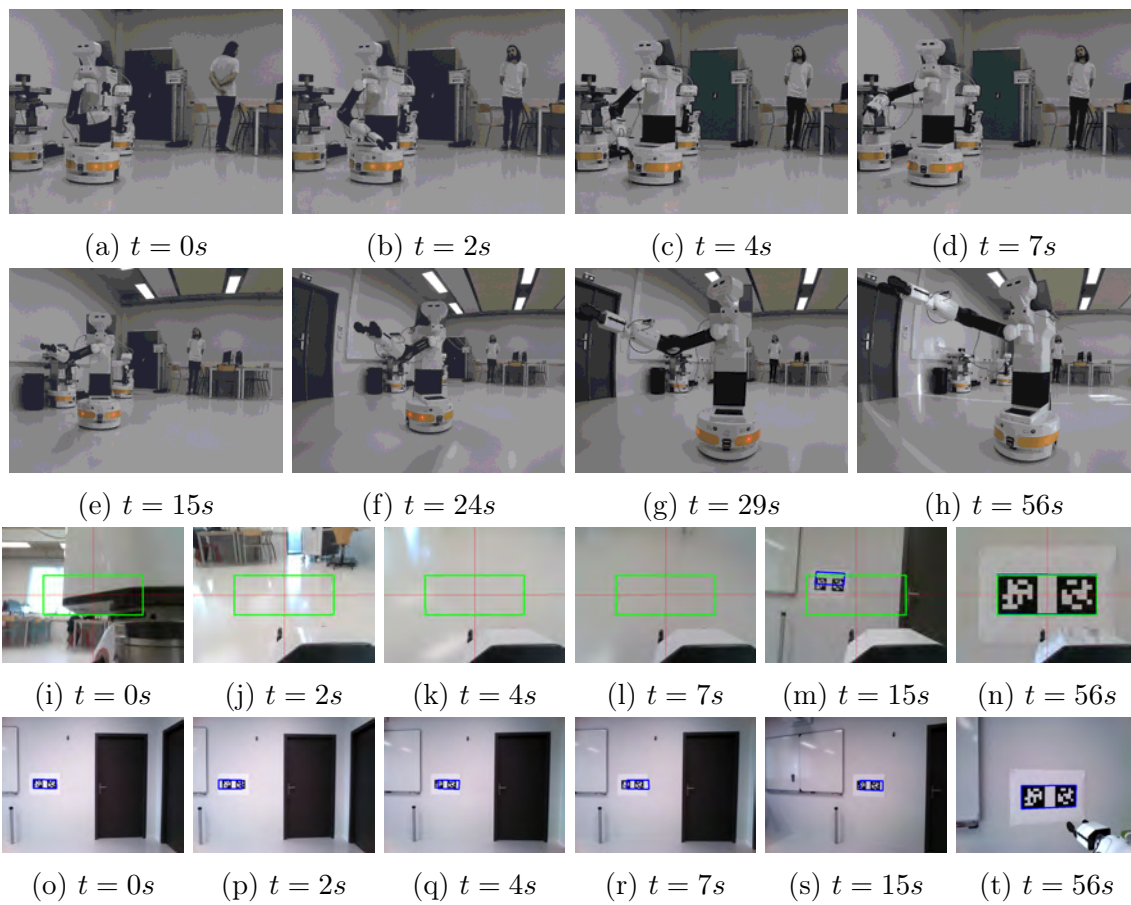 (a) t = 0s (b) t = 2s (c) t = 4s (d) t = 7s
(e) t = 15s (f) t = 24s (g) t = 29s (h) t = 56s
(i) t = 0s (j) t = 2s (k) t = 4s (l) t = 7s (m) t = 15s (n) t = 56s
(o) t = 0s (p) t = 2s (q) t = 4s (r) t = 7s (s) t = 15s (t) t = 56s